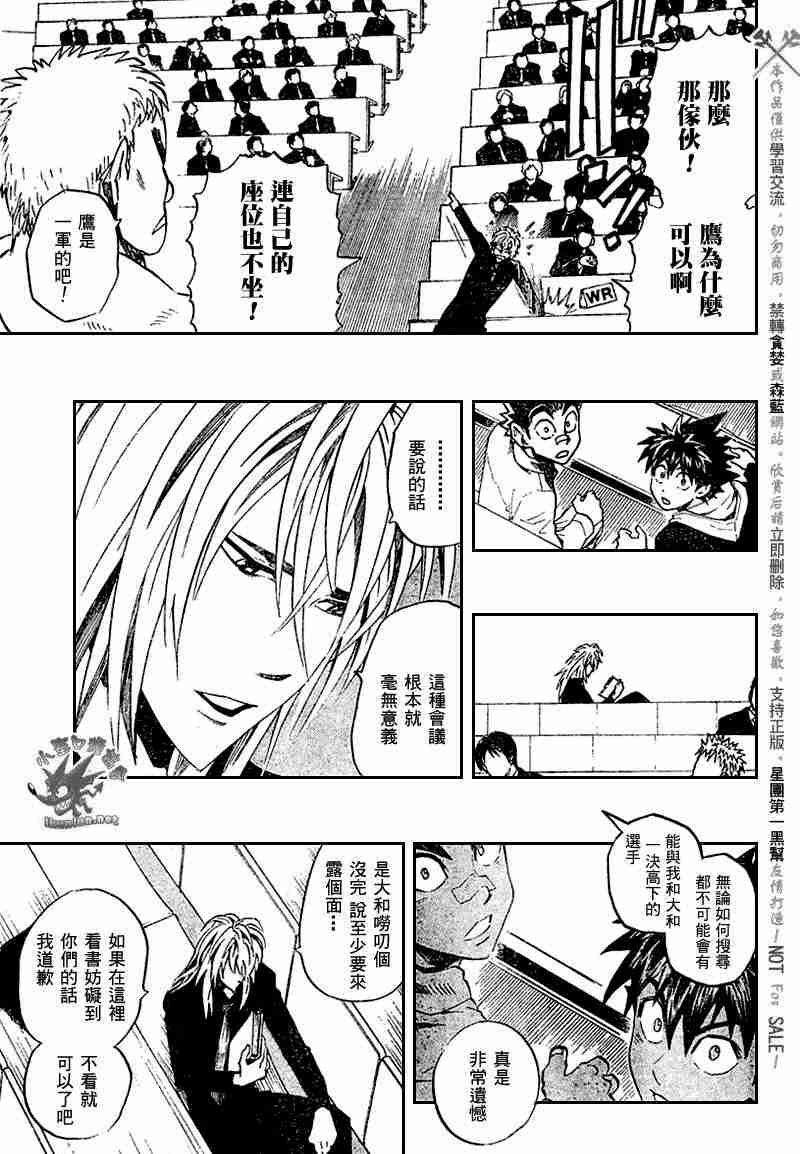 那麼
那傢伙！
鷹為什麼
可以啊
WR
連自己的
座位也不坐！
鷹是
一軍的吧！
………
要說的話
這種會議
根本就
毫無意義
無論如何搜尋
都不可能會有
能與我和大和
一決高下的
選手
真是
非常遺憾
是大和嘮叨個
沒完 說至少要來
露個面…
如果在這裡
看書妨礙到
你們的話
我道歉
不看就
可以了吧
本作品僅供學習交流，切勿商用，禁轉貪婪或森藍網站。欣賞后請立即刪除，如您喜歡，支持正版。星團第一黑幫友情打造！NOT For SALE—